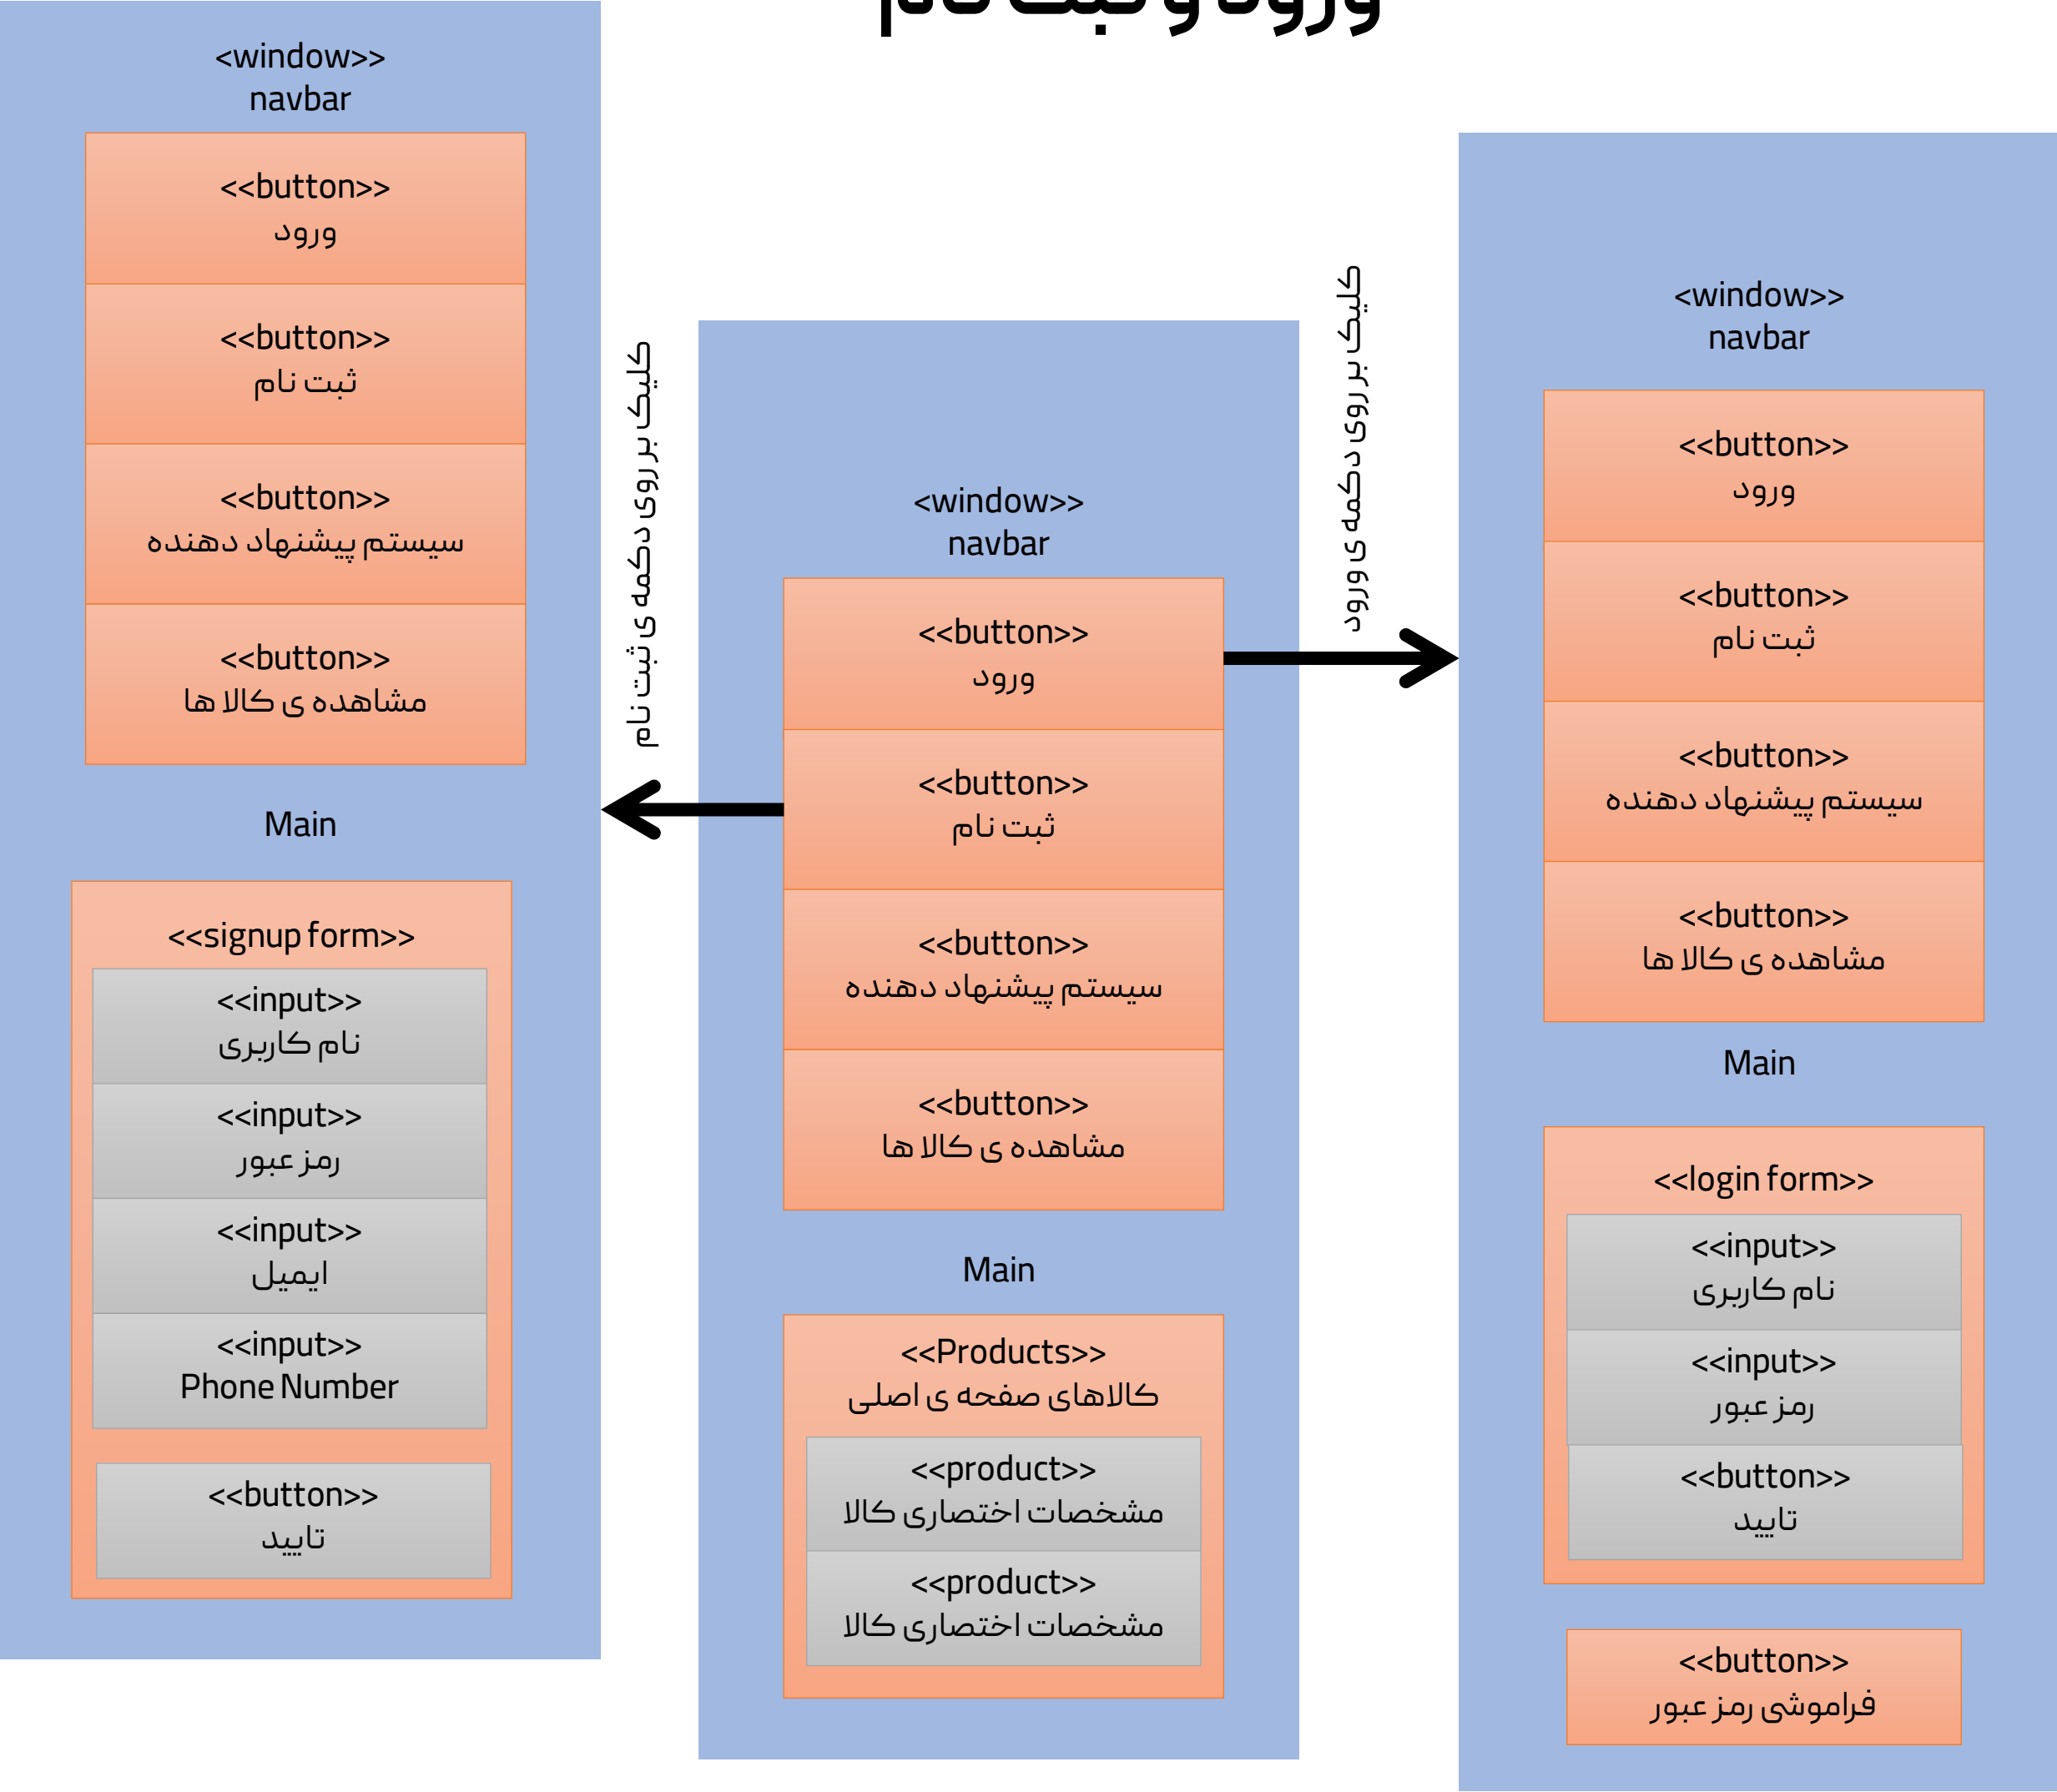 ورود و ثبت نام
<window>>
navbar
<<button>>
ورود
<<button>>
ثبت نام
<<button>>
سیستم پیشنهاد دهنده
<<button>>
مشاهده ی کالا ها
Main
<<signup form>>
<<input>>
نام کاربری
<<input>>
رمز عبور
<<input>>
ایمیل
<<input>>
Phone Number
<<button>>
تایید
کلیک بر روی دکمه ی ثبت نام
<window>>
navbar
<<button>>
ورود
<<button>>
ثبت نام
<<button>>
سیستم پیشنهاد دهنده
<<button>>
مشاهده ی کالا ها
Main
<<Products>>
کالاهای صفحه ی اصلی
<<product>>
مشخصات اختصاری کالا
<<product>>
مشخصات اختصاری کالا
کلیک بر روی دکمه ی ورود
<window>>
navbar
<<button>>
ورود
<<button>>
ثبت نام
<<button>>
سیستم پیشنهاد دهنده
<<button>>
مشاهده ی کالا ها
Main
<<login form>>
<<input>>
نام کاربری
<<input>>
رمز عبور
<<button>>
تایید
<<button>>
فراموشی رمز عبور